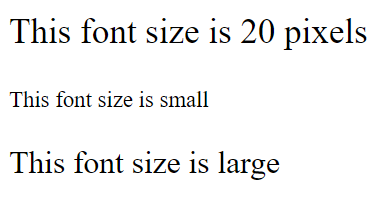 This font size is 20 pixels
This font size is small
This font size is large